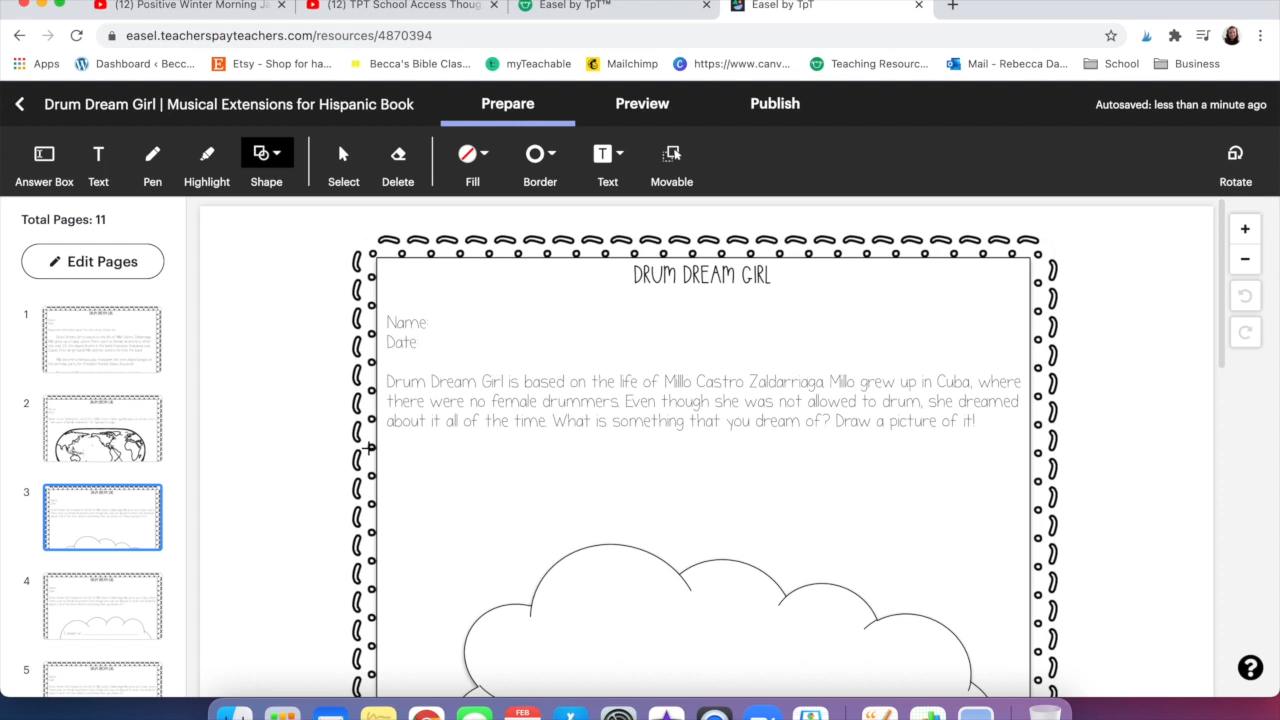 (12) Positive Winter Morning Ja
(12) TPT School Access Thoug
Easel by TpT™
Easel by TpT
easel.teacherspayteachers.com/resources/4870394
Apps
Dashboard ‹ Becc...
Etsy - Shop for ha...
Becca's Bible Class...
myTeachable
Mailchimp
https://www.canv...
Teaching Resourc...
Mail - Rebecca Da...
School
Business
Drum Dream Girl | Musical Extensions for Hispanic Book
Prepare
Preview
Publish
Autosaved: less than a minute ago
Answer Box
Text
Pen
Highlight
Shape
Select
Delete
Fill
Border
Text
Movable
Rotate
Total Pages: 11
Edit Pages
1
2
3
4
5
DRUM DREAM GIRL
Name:
Date:
Drum Dream Girl is based on the life of Milllo Castro Zaldarriaga. Millo grew up in Cuba, where
there were no female drummers. Even though she was not allowed to drum, she dreamed
about it all of the time. What is something that you dream of? Draw a picture of it!
FEB